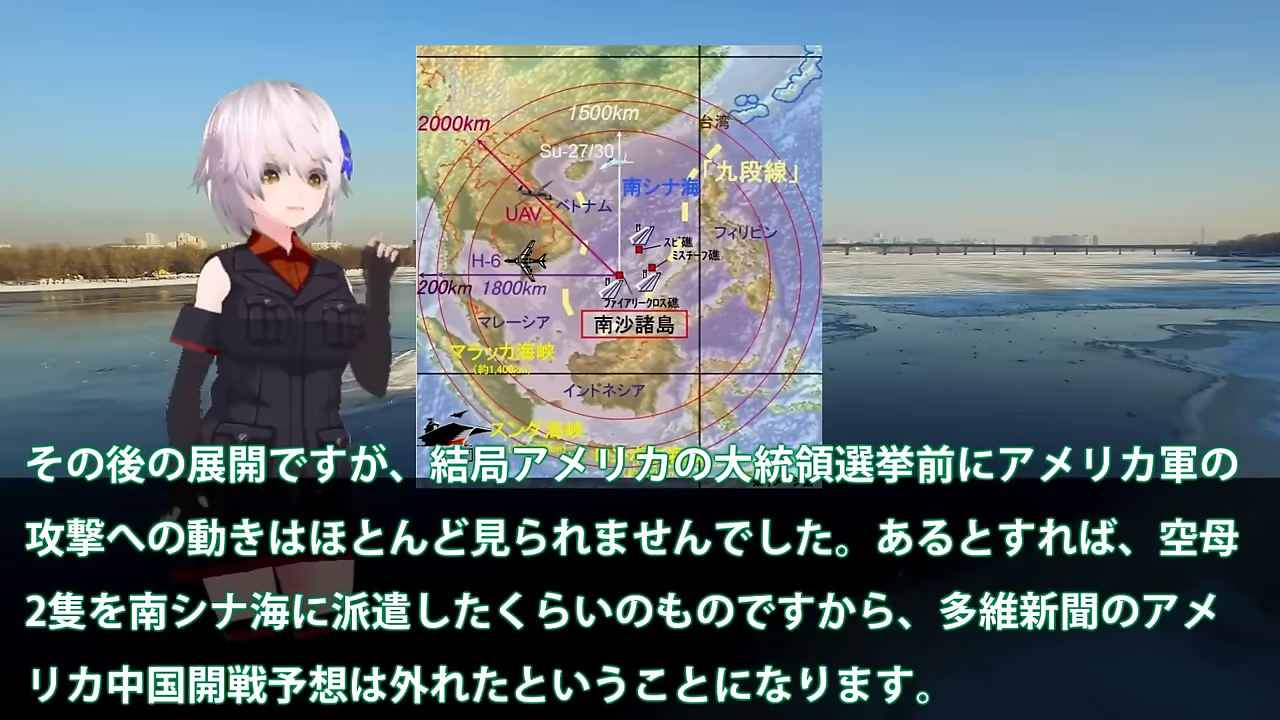 1500km
2000km
台湾
Su-27/30
「九段線」
南シナ海
UAV
ベトナム
フィリピン
スビ礁
ミスチーフ礁
H-6
200km
1800km
ファイアリークロス礁
マレーシア
南沙諸島
マラッカ海峡
(約1,400km)
インドネシア
スンダ海峡
その後の展開ですが、結局アメリカの大統領選挙前にアメリカ軍の
攻撃への動きはほとんど見られませんでした。あるとすれば、空母
2隻を南シナ海に派遣したくらいのものですから、多維新聞のアメ
リカ中国開戦予想は外れたということになります。